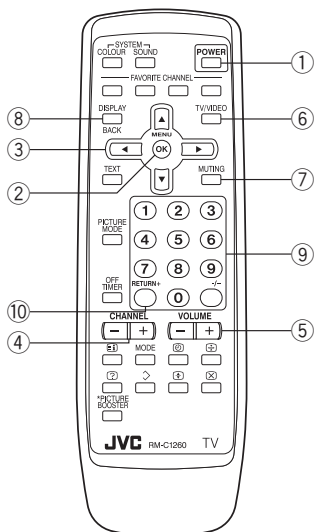 SYSTEM
COLOUR SOUND POWER
①
FAVORITE CHANNEL
⑧ DISPLAY TV/VIDEO ⑥
BACK
MENU
③ OK
②
TEXT MUTING ⑦
1 2 3
PICTURE
MODE
4 5 6 ⑨
7 8 9
OFF
TIMER
RETURN+ -/--
⑩ 0
CHANNEL VOLUME
− + − + ⑤
④
MODE
?
*PICTURE
BOOSTER
JVC RM-C1260 TV